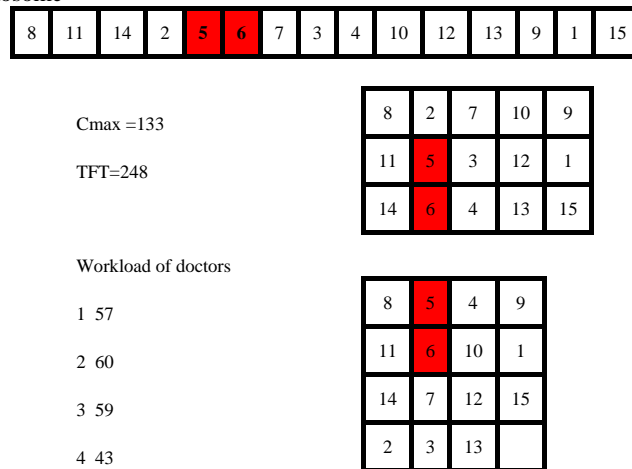 8 11 14 2 5 6 7 3 4 10 12 13 9 1 15
Cmax =133
TFT=248
8 2 7 10 9
11 5 3 12 1
14 6 4 13 15
Workload of doctors
1 57
2 60
3 59
4 43
8 5 4 9
11 6 10 1
14 7 12 15
2 3 13